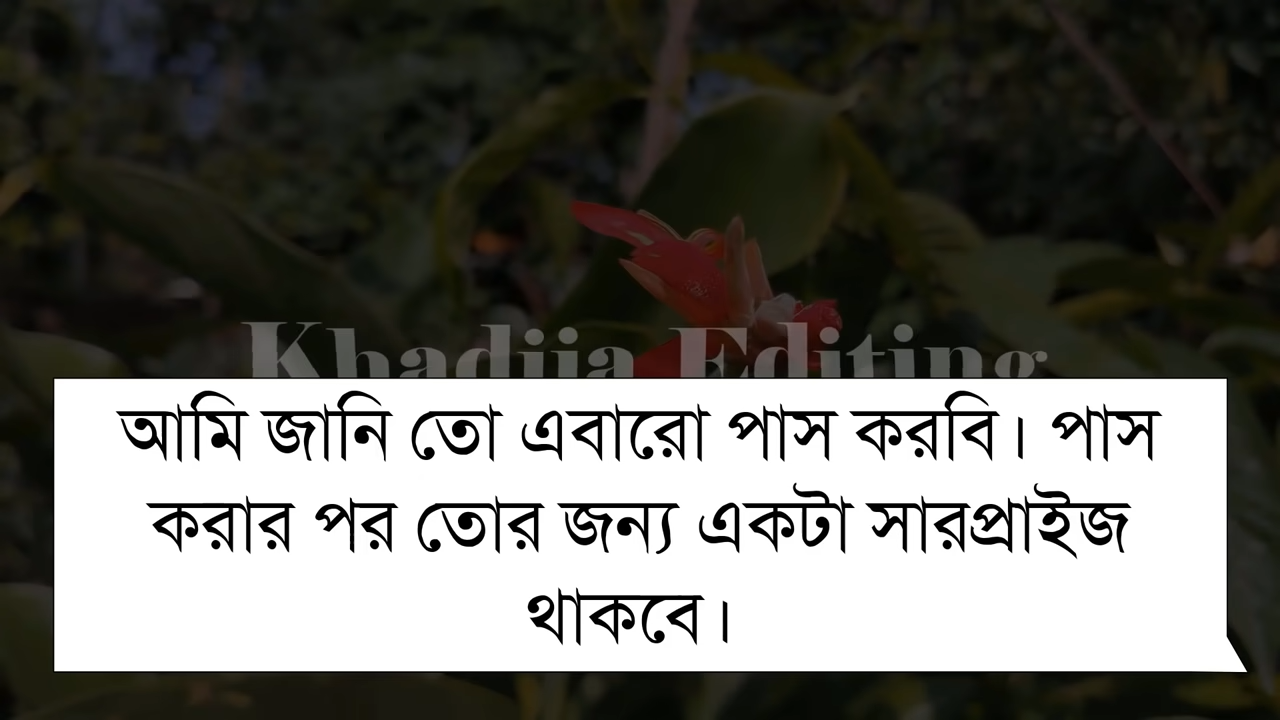 Khadija Editing
আমি জানি তো এবারো পাস করবি। পাস
করার পর তোর জন্য একটা সারপ্রাইজ
থাকবে।